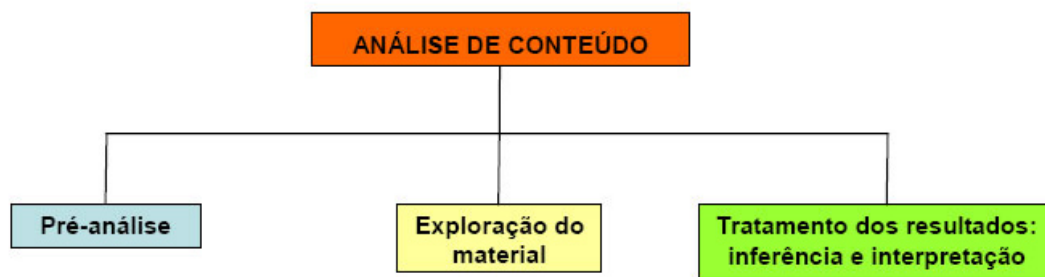 ANÁLISE DE CONTEÚDO
Pré-análise
Exploração do
material
Tratamento dos resultados:
inferência e interpretação